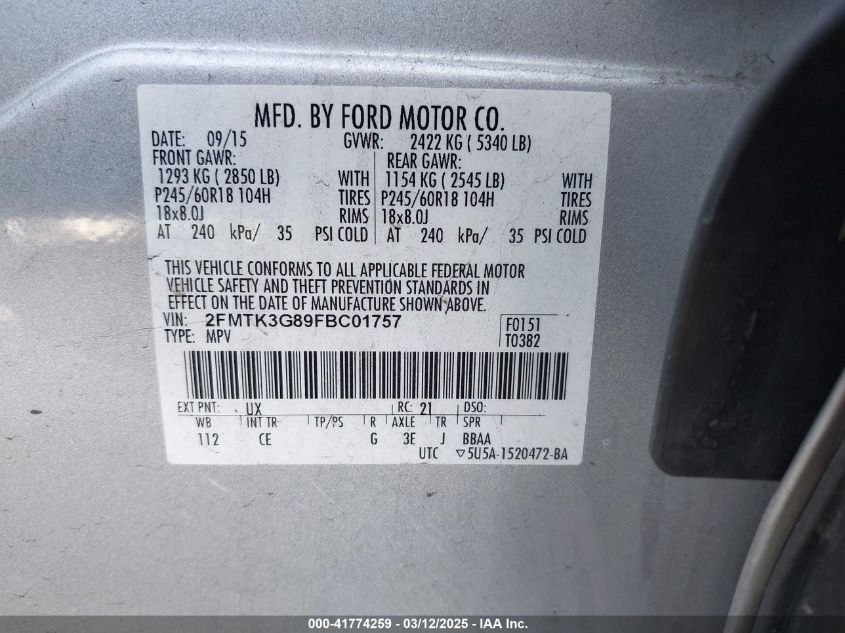 MFD. BY FORD MOTOR CO.
DATE: 09/15 GVWR: 2422 KG ( 5340 LB)
FRONT GAWR: REAR GAWR:
1293 KG ( 2850 LB) WITH 1154 KG ( 2545 LB) WITH
P245/60R18 104H TIRES P245/60R18 104H TIRES
18x8.0J RIMS 18x8.0J RIMS
AT 240 kPa/ 35 PSI COLD AT 240 kPa/ 35 PSI COLD
THIS VEHICLE CONFORMS TO ALL APPLICABLE FEDERAL MOTOR
VEHICLE SAFETY AND THEFT PREVENTION STANDARDS IN
EFFECT ON THE DATE OF MANUFACTURE SHOWN ABOVE.
VIN: 2FMTK3G89FBC01757 F0151
TYPE: MPV T0382
EXT PNT: UX RC: 21 DSO:
WB INT TR TP/PS R AXLE TR SPR
112 CE G 3E J BBAA
UTC ▽5U5A-1520472-BA
000-41774259 - 03/12/2025 - IAA Inc.